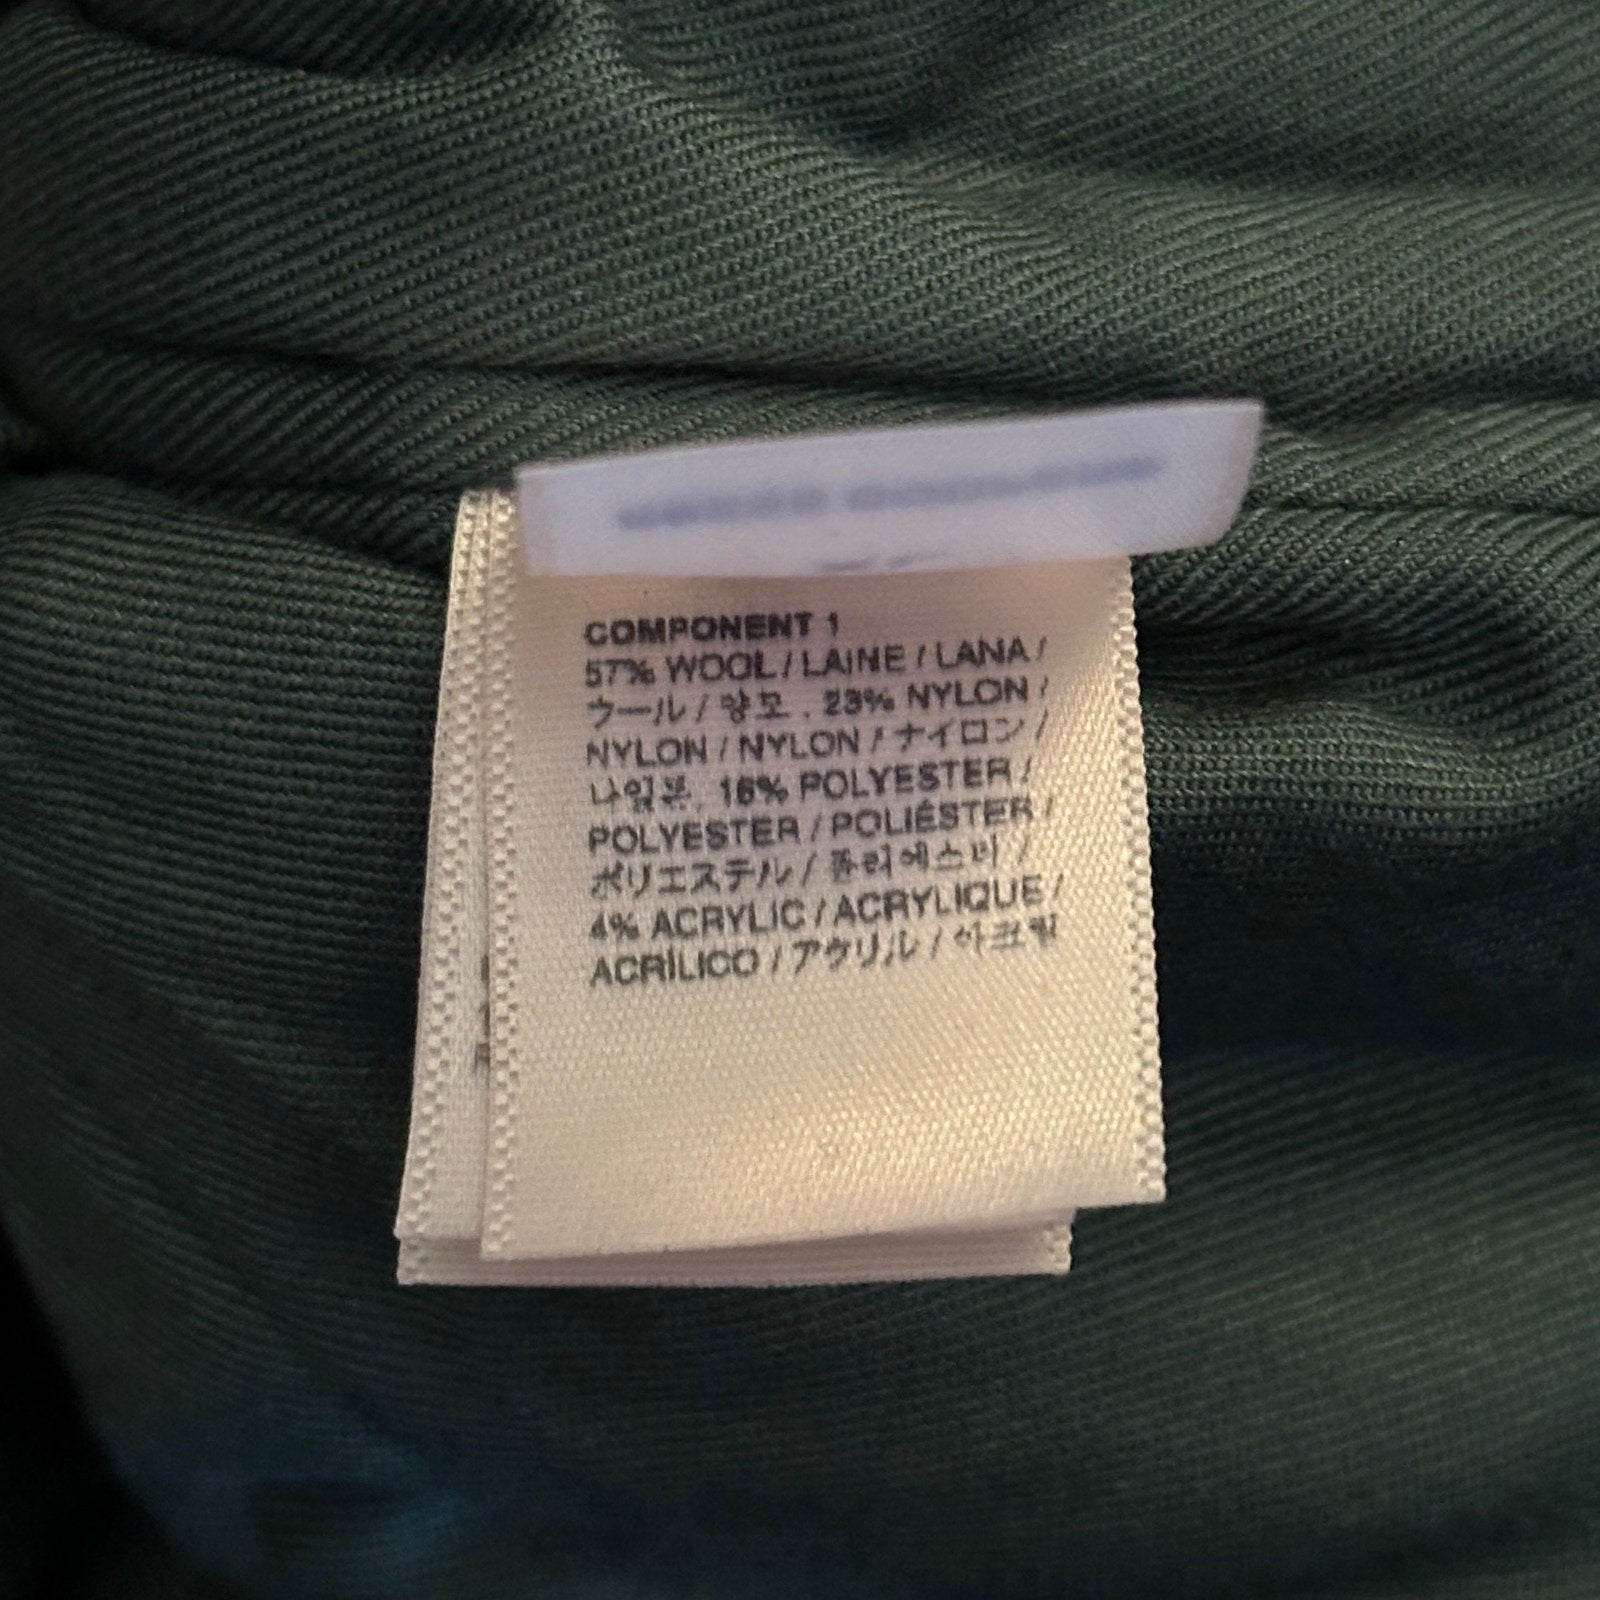 COMPONENT 1
57% WOOL / LAINE / LANA /
ウール / 양모 , 23% NYLON /
NYLON / NYLON / ナイロン /
나일론, 16% POLYESTER /
POLYESTER / POLIÉSTER /
ポリエステル / 폴리에스터 /
4% ACRYLIC / ACRYLIQUE /
ACRÍLICO / アクリル / 아크릴